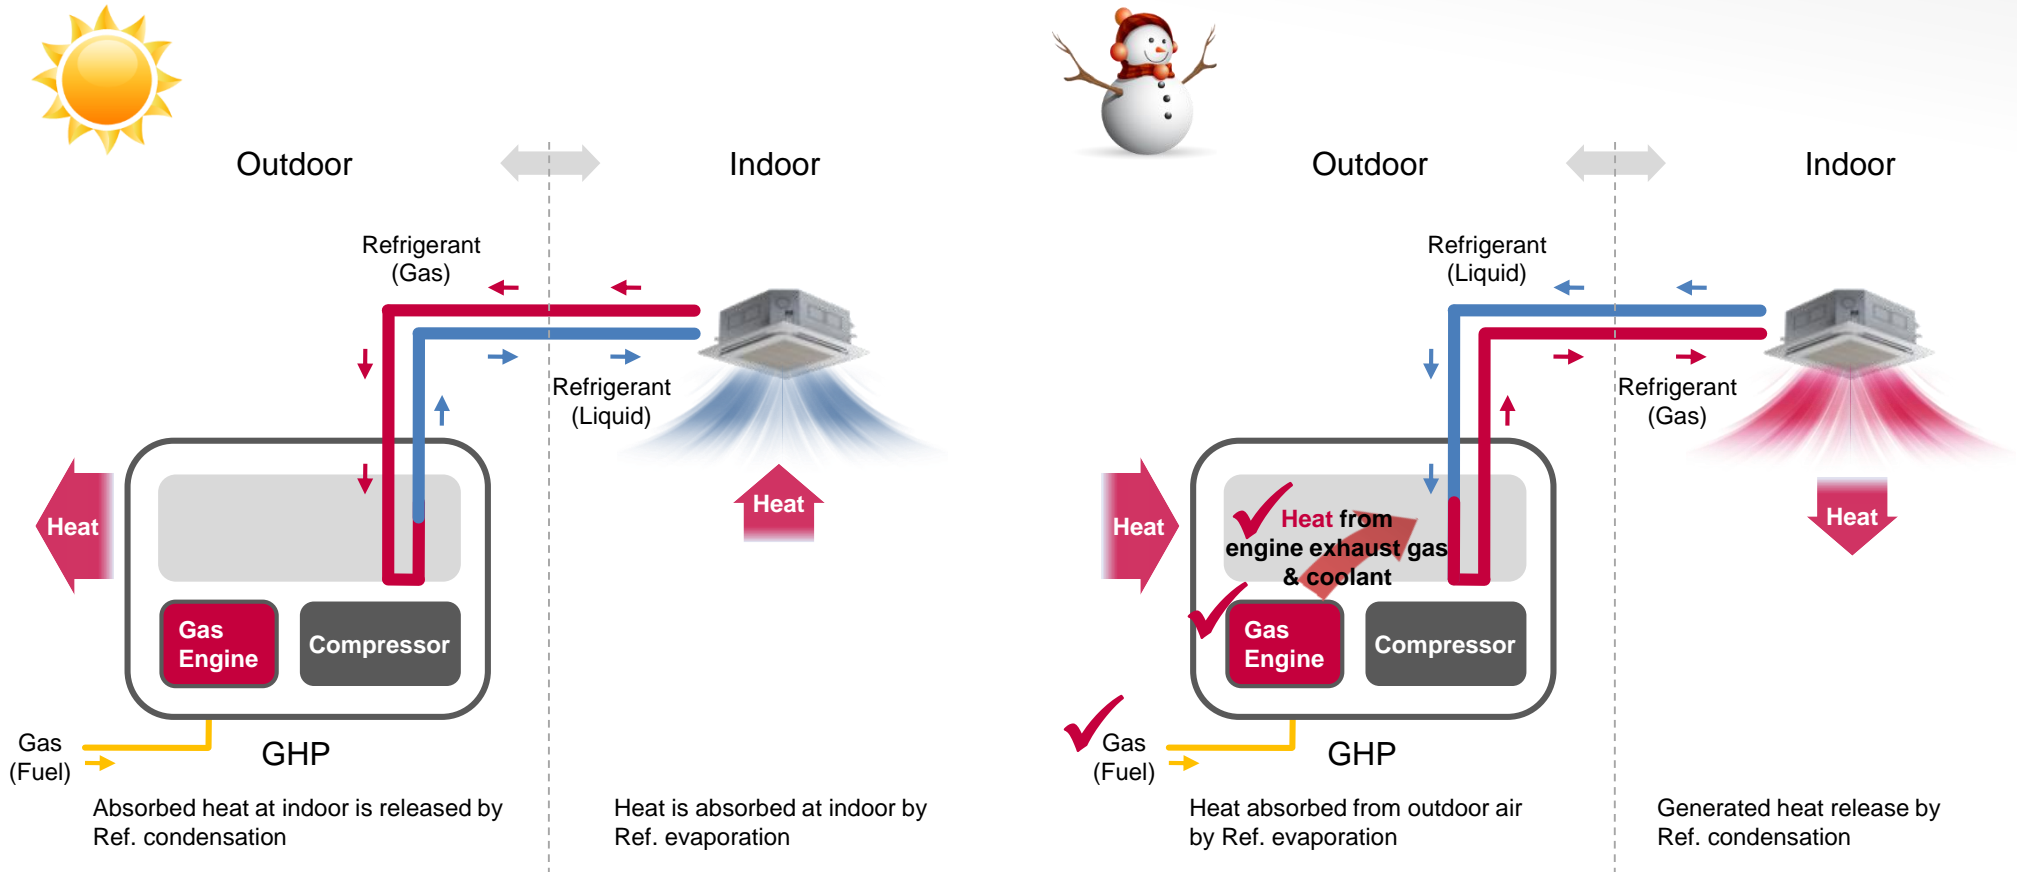 Outdoor
Indoor
Refrigerant
(Gas)
Refrigerant
(Liquid)
Heat
Heat
Gas
Engine
Compressor
Gas
(Fuel)
GHP
Absorbed heat at indoor is released by
Ref. condensation
Heat is absorbed at indoor by
Ref. evaporation
Outdoor
Indoor
Refrigerant
(Liquid)
Refrigerant
(Gas)
Heat
Heat from
engine exhaust gas
& coolant
Heat
Gas
Engine
Compressor
Gas
(Fuel)
GHP
Heat absorbed from outdoor air
by Ref. evaporation
Generated heat release by
Ref. condensation